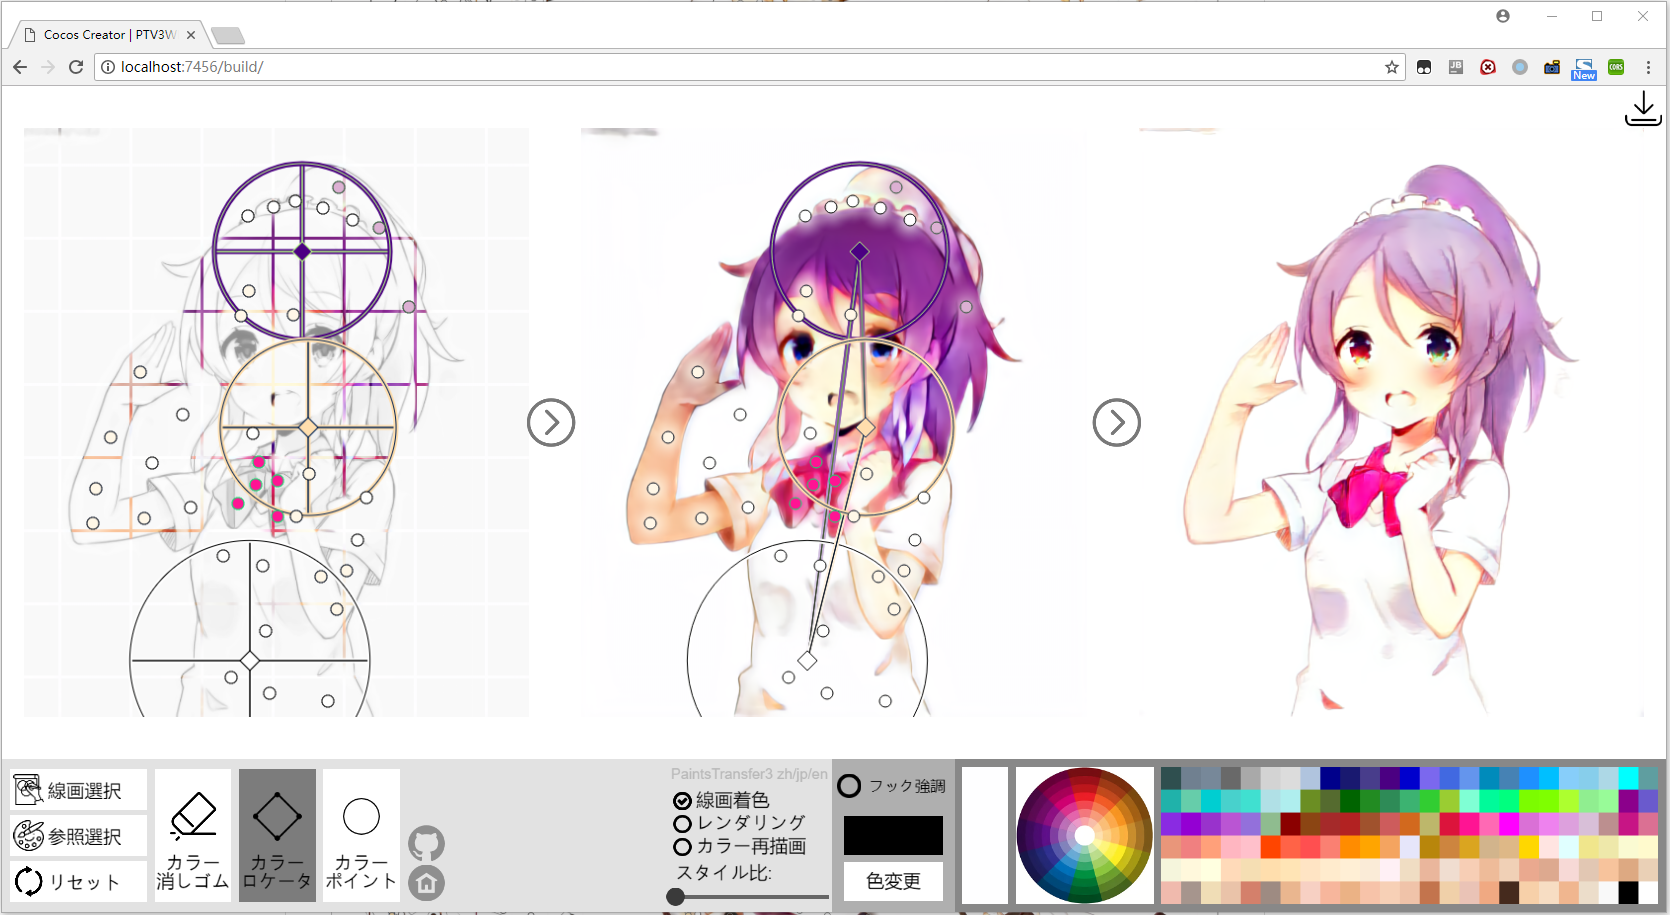 Cocos Creator | PTV3W
localhost:7456/build/
JB
New
CORS
線画選択
参照選択
リセット
カラー
消しゴム
カラー
ロケータ
カラー
ポイント
PaintsTransfer3 zh/jp/en
線画着色
レンダリング
カラー再描画
スタイル比:
フック強調
色変更